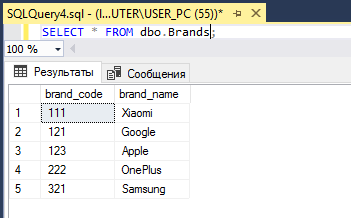 SQLQuery4.sql - (l...UTER\USER_PC (55))*
SELECT * FROM dbo.Brands;
100 %
Результаты Сообщения
brand_code brand_name
1 111 Xiaomi
2 121 Google
3 123 Apple
4 222 OnePlus
5 321 Samsung